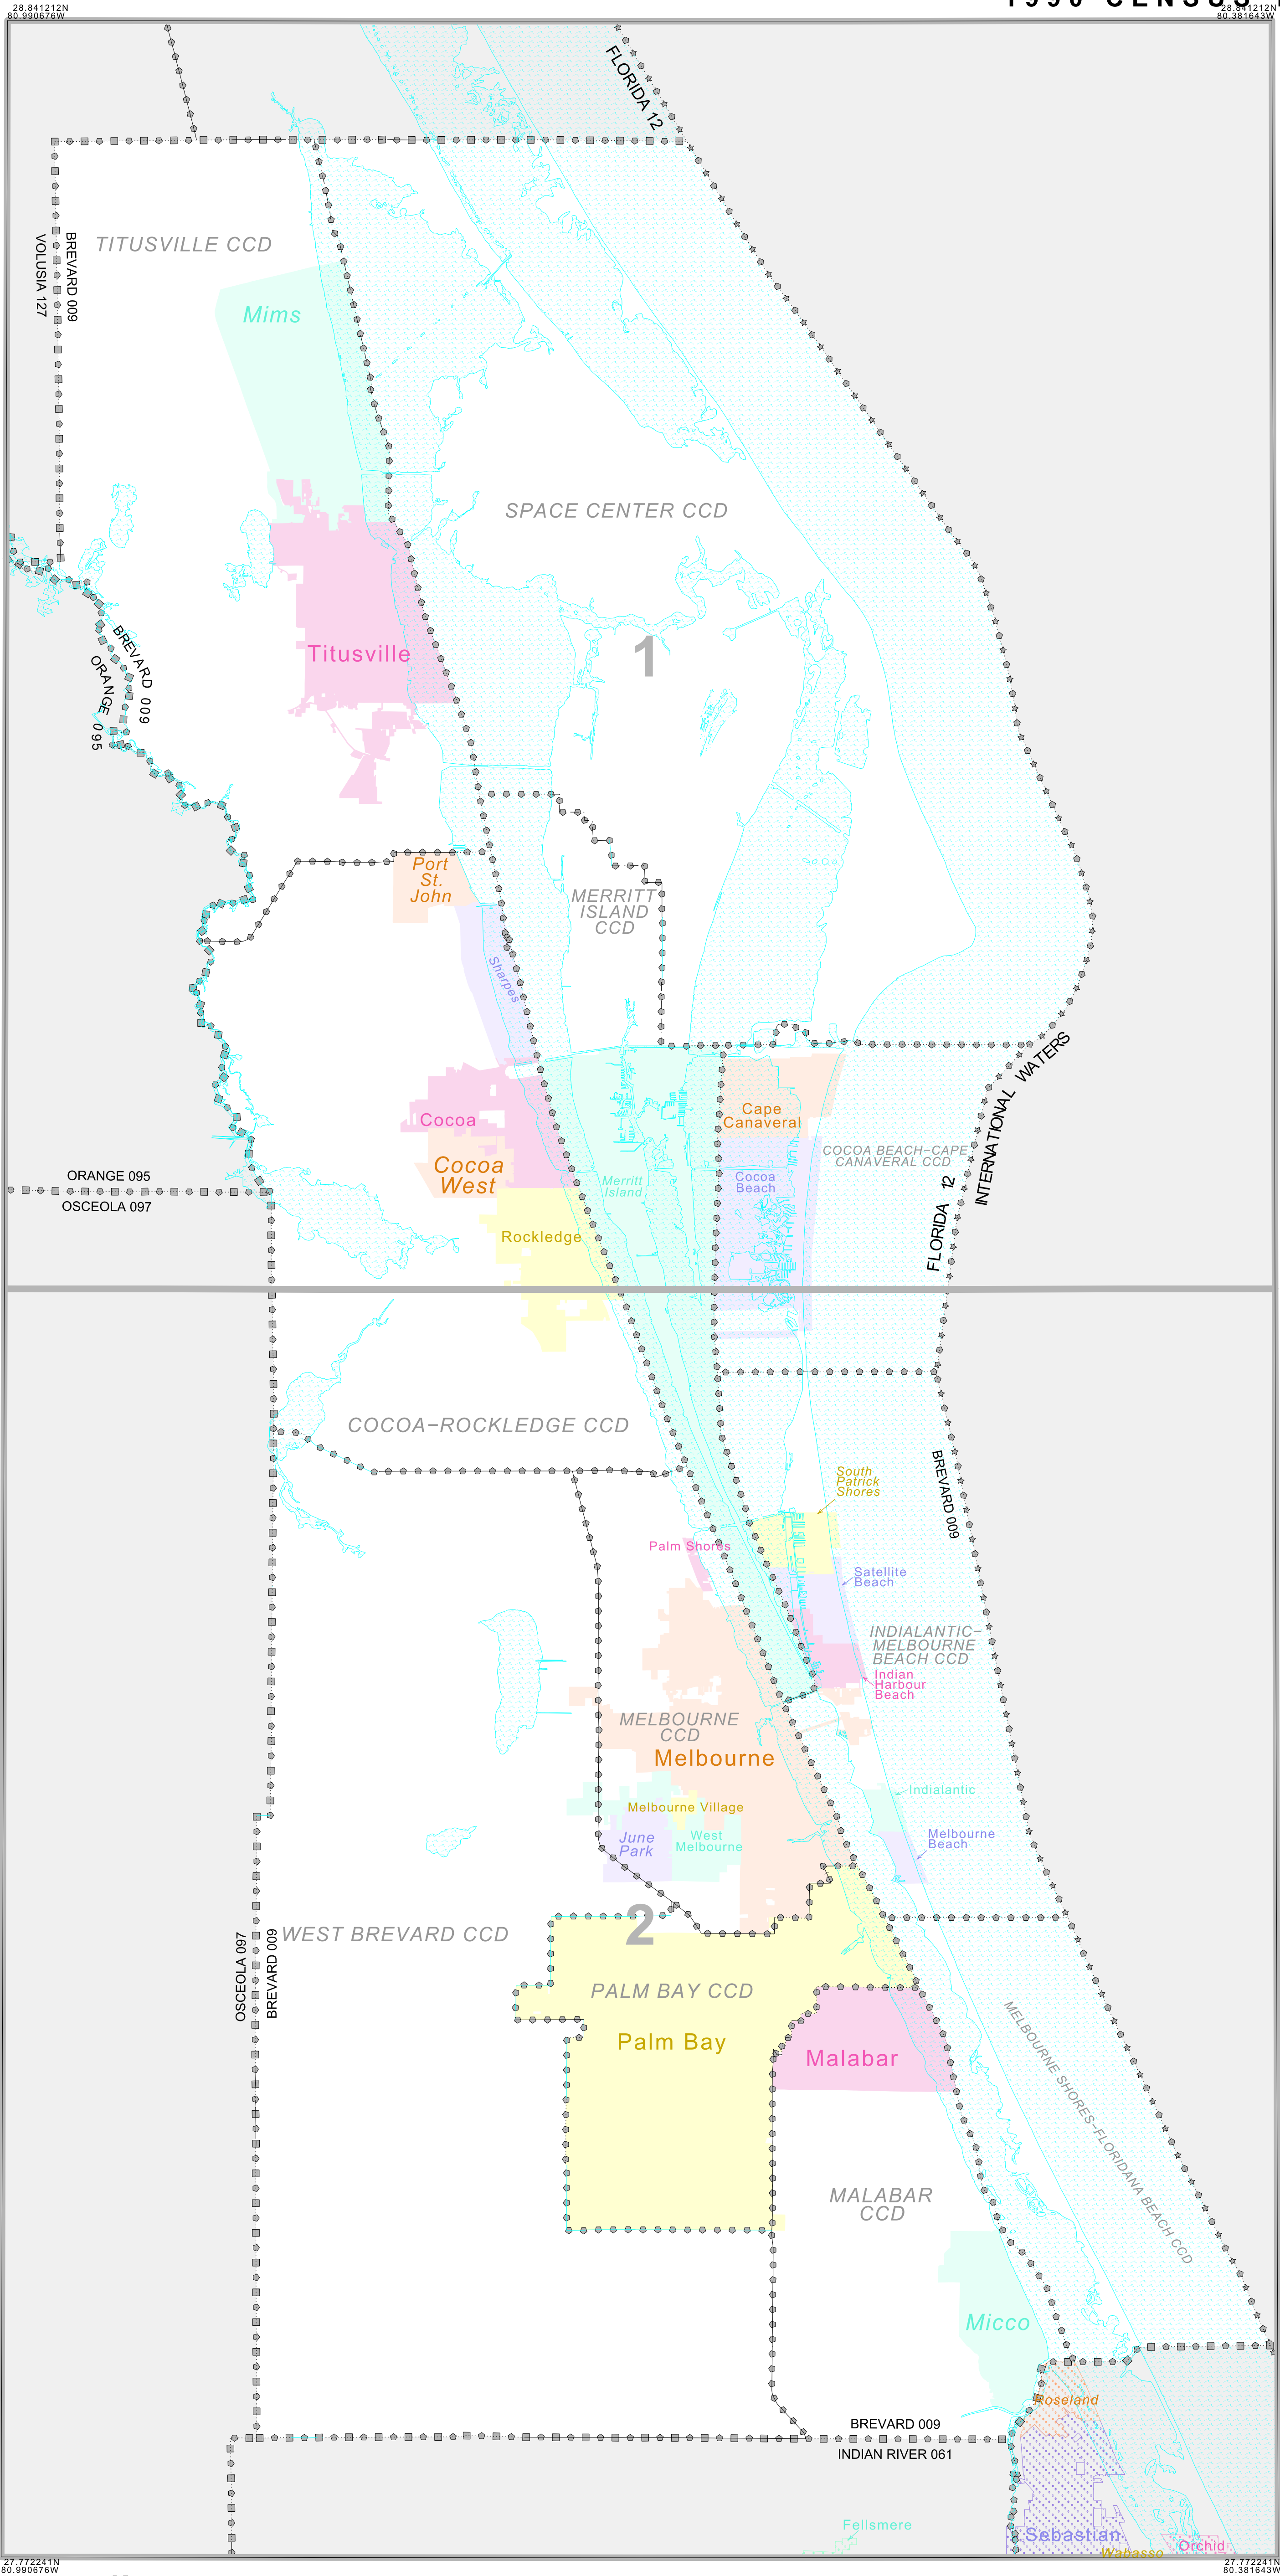 1990 CENSUS
28.841212N
80.990676W
28.841212N
80.381643W
FLORIDA 12
TITUSVILLE CCD
BREVARD 009
VOLUSIA 127
Mims
SPACE CENTER CCD
BREVARD 009
ORANGE 095
Titusville
1
Port
St.
John
MERRITT
ISLAND
CCD
Sharpes
INTERNATIONAL WATERS
FLORIDA 12
Cape
Canaveral
Cocoa
COCOA BEACH-CAPE
CANAVERAL CCD
Cocoa
West
Merritt
Island
Cocoa
Beach
ORANGE 095
OSCEOLA 097
Rockledge
COCOA-ROCKLEDGE CCD
BREVARD 009
South
Patrick
Shores
Palm Shores
Satellite
Beach
INDIALANTIC-
MELBOURNE
BEACH CCD
Indian
Harbour
Beach
MELBOURNE
CCD
Melbourne
Indialantic
Melbourne Village
June
Park
West
Melbourne
Melbourne
Beach
2
WEST BREVARD CCD
OSCEOLA 097
BREVARD 009
PALM BAY CCD
Palm Bay
Malabar
MELBOURNE SHORES-FLORIDANA BEACH CCD
MALABAR
CCD
Micco
Roseland
BREVARD 009
INDIAN RIVER 061
Fellsmere
Sebastian
Orchid
Wabasso
27.772241N
80.990676W
27.772241N
80.381643W